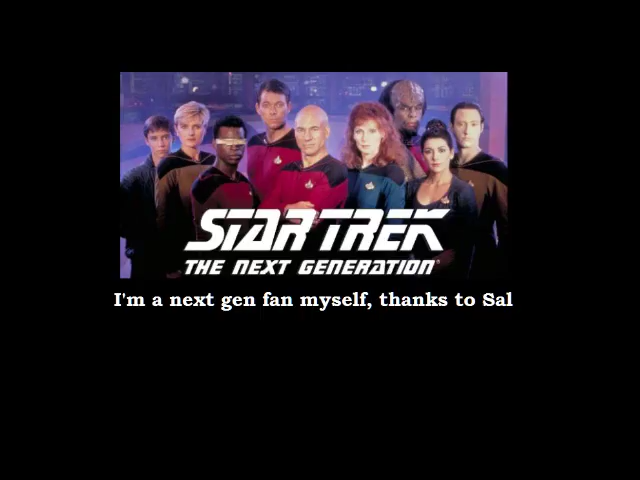 STAR TREK
THE NEXT GENERATION
I'm a next gen fan myself, thanks to Sal